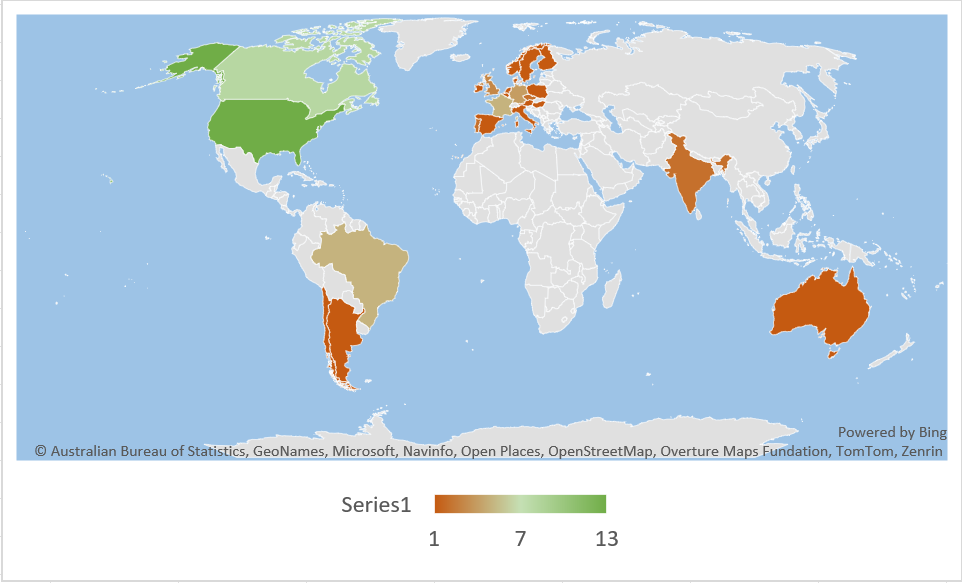 Powered by Bing
© Australian Bureau of Statistics, GeoNames, Microsoft, Navinfo, Open Places, OpenStreetMap, Overture Maps Fundation, TomTom, Zenrin
Series1
1 7 13